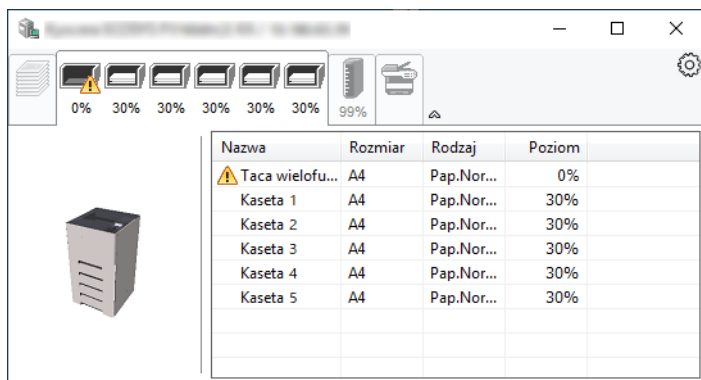 0% 30% 30% 30% 30% 30% 99%
Nazwa Rozmiar Rodzaj Poziom
Taca wielofu... A4 Pap.Nor... 0%
Kaseta 1 A4 Pap.Nor... 30%
Kaseta 2 A4 Pap.Nor... 30%
Kaseta 3 A4 Pap.Nor... 30%
Kaseta 4 A4 Pap.Nor... 30%
Kaseta 5 A4 Pap.Nor... 30%